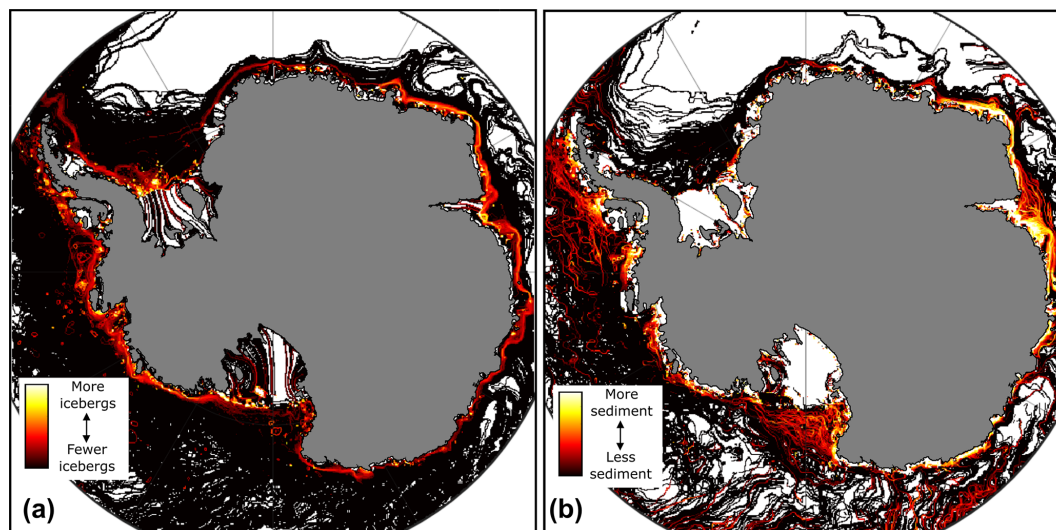 More
icebergs
Fewer
icebergs
(a)
More
sediment
Less
sediment
(b)